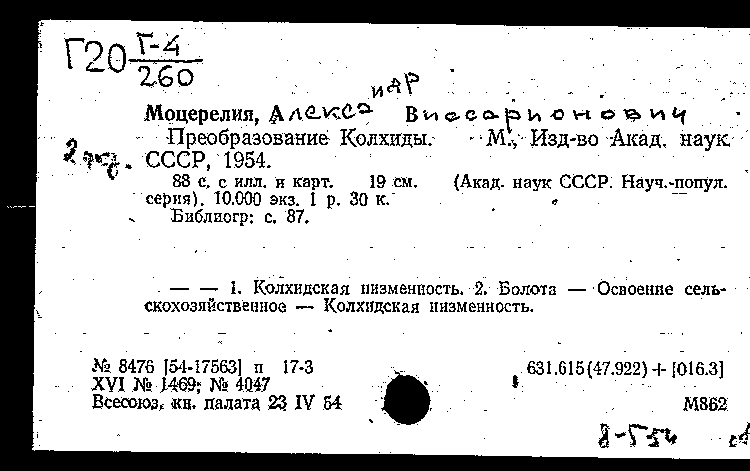 Г20 Г-4
260
Моцерелия, Алекса Виссарионович
Преобразование Колхиды. М., Изд-во Акад. наук
2 экз. СССР, 1954.
88 с. с илл. и карт. 19 см. (Акад. наук СССР. Науч.-попул.
серия). 10.000 экз. 1 р. 30 к.
Библиогр: с. 87.
— — 1. Колхидская низменность. 2. Болота — Освоение сель-
скохозяйственное — Колхидская низменность.
№ 8476 [54-17563] п 17-3 631.615(47.922) + [016.3]
XVI № 1469; № 4047
Всесоюз. кн. палата 23 IV 54 М862